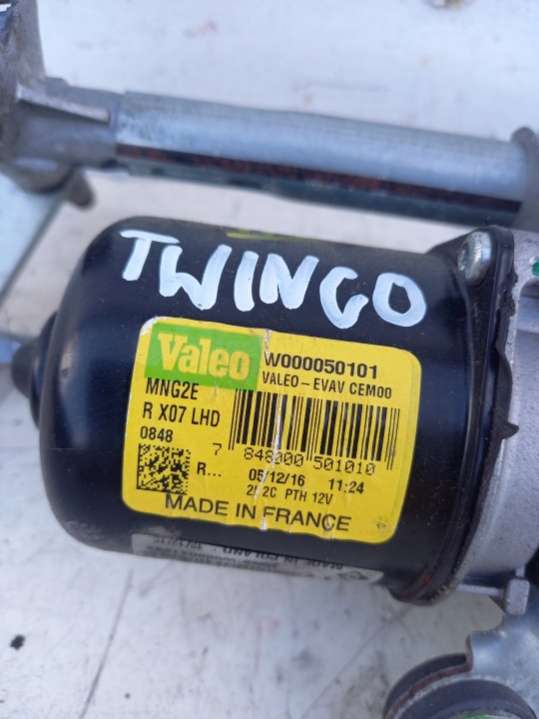 TWINGO
Valeo W000050101
VALEO-EVAV CEM00
MNG2E
R X07 LHD
0848
7 848000 501010
R... 05/12/16 11:24
2B2C PTH 12V
MADE IN FRANCE